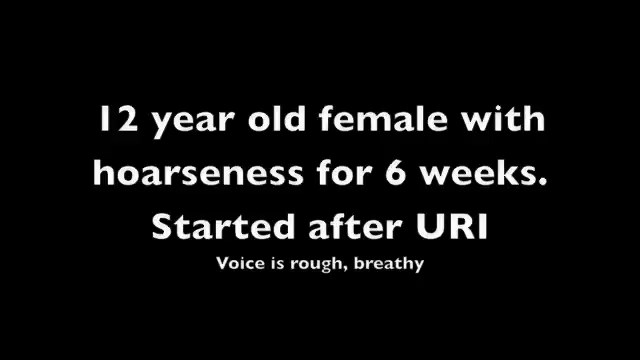 12 year old female with
hoarseness for 6 weeks.
Started after URI
Voice is rough, breathy